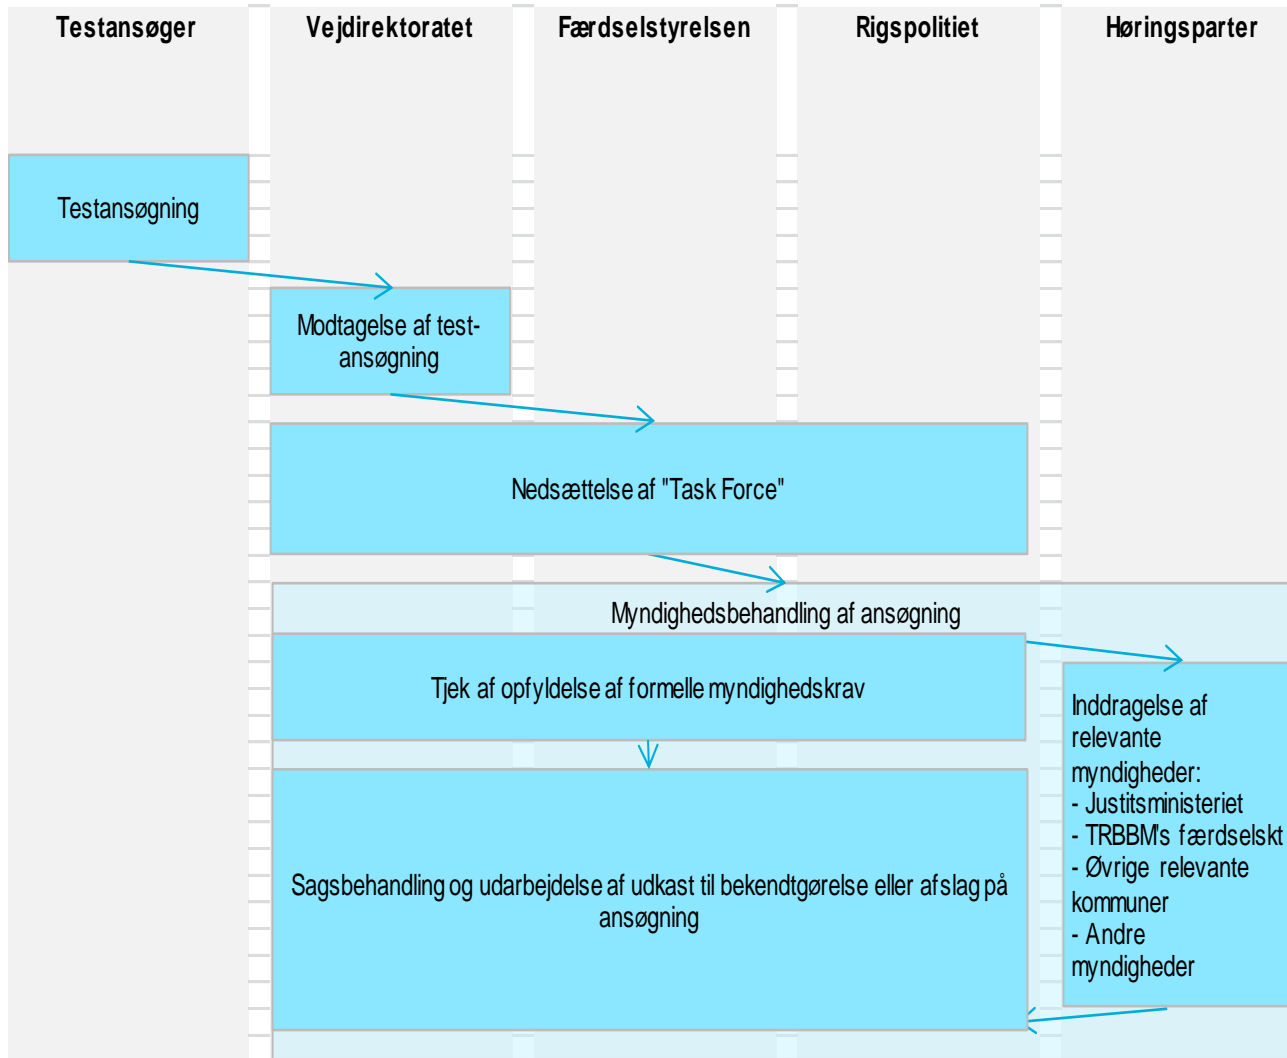 Testansøger
Vejdirektoratet
Færdselstyrelsen
Rigspolitiet
Høringsparter
Testansøgning
Modtagelse af test-
ansøgning
Nedsættelse af "Task Force"
Myndighedsbehandling af ansøgning
Tjek af opfyldelse af formelle myndighedskrav
Inddragelse af
relevante
myndigheder:
- Justitsministeriet
- TRBBM's færdselskt
- Øvrige relevante
kommuner
- Andre
myndigheder
Sagsbehandling og udarbejdelse af udkast til bekendtgørelse eller afslag på
ansøgning